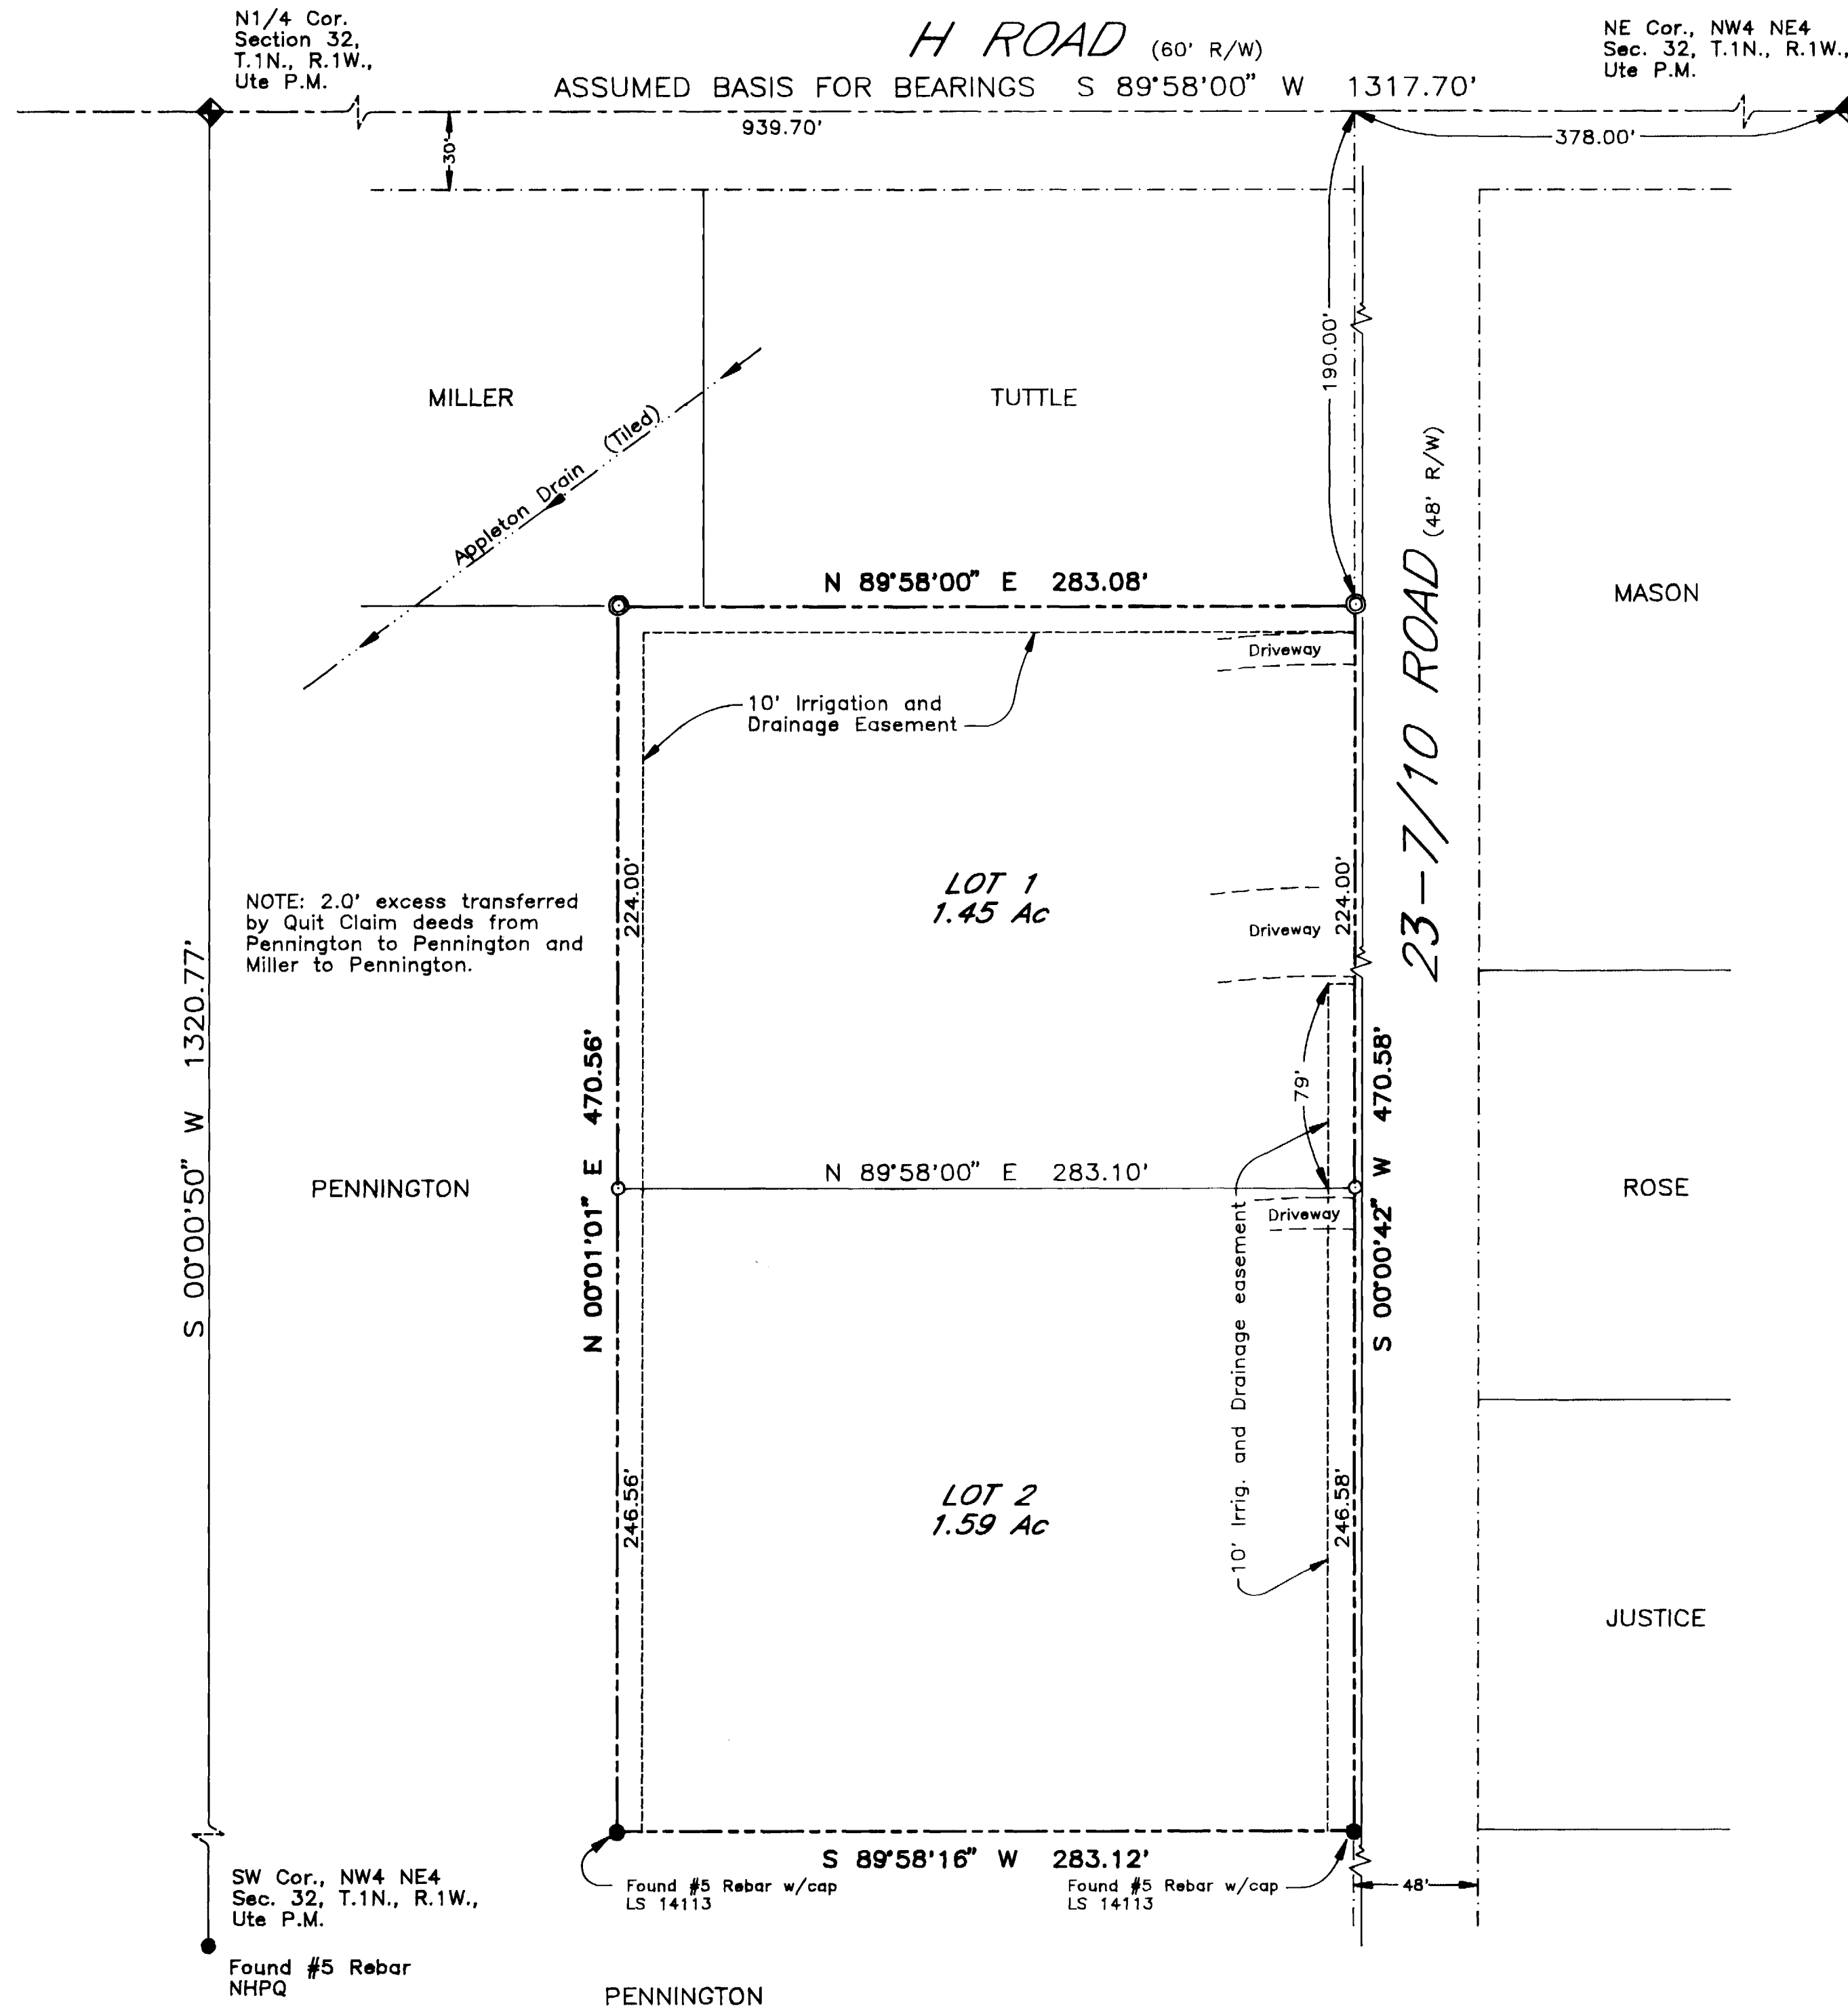 N1/4 Cor.
Section 32,
T.1N., R.1W.,
Ute P.M.
H ROAD (60' R/W)
NE Cor., NW4 NE4
Sec. 32, T.1N., R.1W.,
Ute P.M.
ASSUMED BASIS FOR BEARINGS S 89°58'00" W 1317.70'
939.70'
378.00'
30'
190.00'
MILLER
TUTTLE
Appleton Drain (Tiled)
23-7/10 ROAD (48' R/W)
MASON
N 89°58'00" E 283.08'
Driveway
10' Irrigation and
Drainage Easement
LOT 1
1.45 Ac
224.00'
224.00'
Driveway
NOTE: 2.0' excess transferred
by Quit Claim deeds from
Pennington to Pennington and
Miller to Pennington.
S 00°00'50" W 1320.77'
N 00°01'01" E 470.56'
S 00°00'42" W 470.58'
79'
PENNINGTON
N 89°58'00" E 283.10'
Driveway
ROSE
10' Irrig. and Drainage easement
LOT 2
1.59 Ac
246.56'
246.58'
JUSTICE
S 89°58'16" W 283.12'
Found #5 Rebar w/cap
LS 14113
Found #5 Rebar w/cap
LS 14113
48'
SW Cor., NW4 NE4
Sec. 32, T.1N., R.1W.,
Ute P.M.
Found #5 Rebar
NHPQ
PENNINGTON